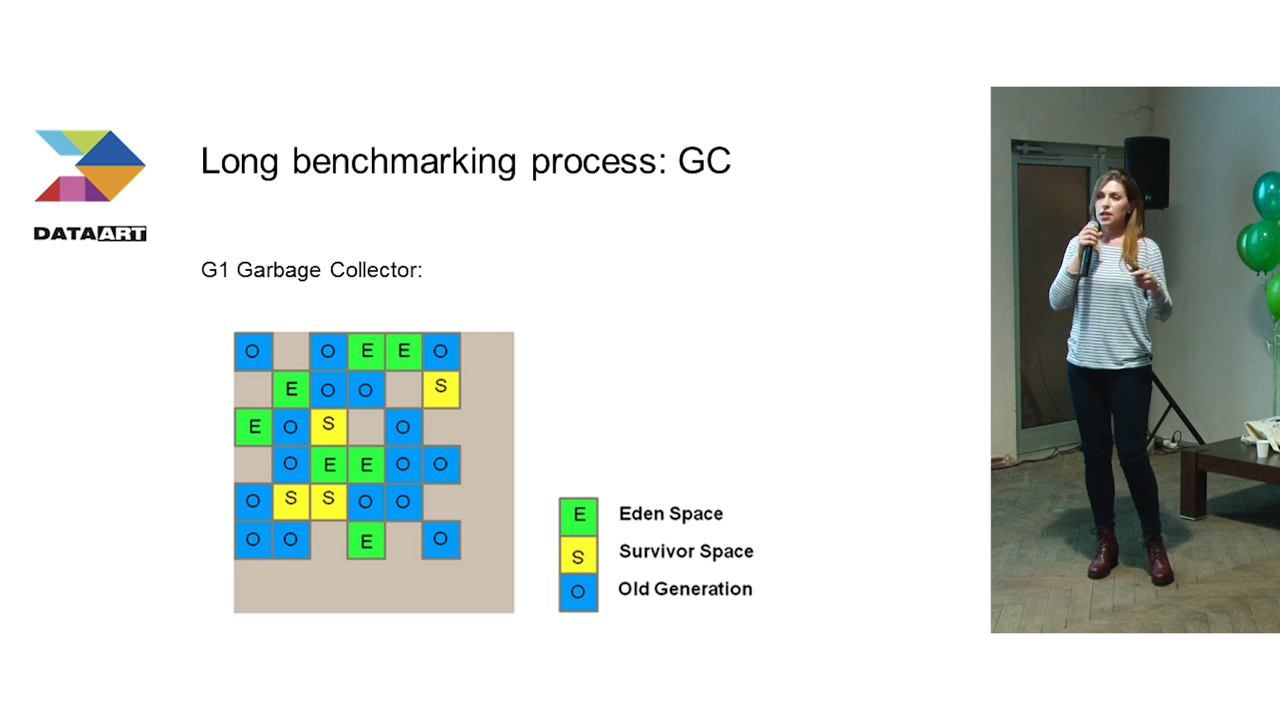 DATAART
Long benchmarking process: GC
G1 Garbage Collector:
O O E E O
E O O S
E O S O
O E E O O
O S S O O
O O E O
E Eden Space
S Survivor Space
O Old Generation